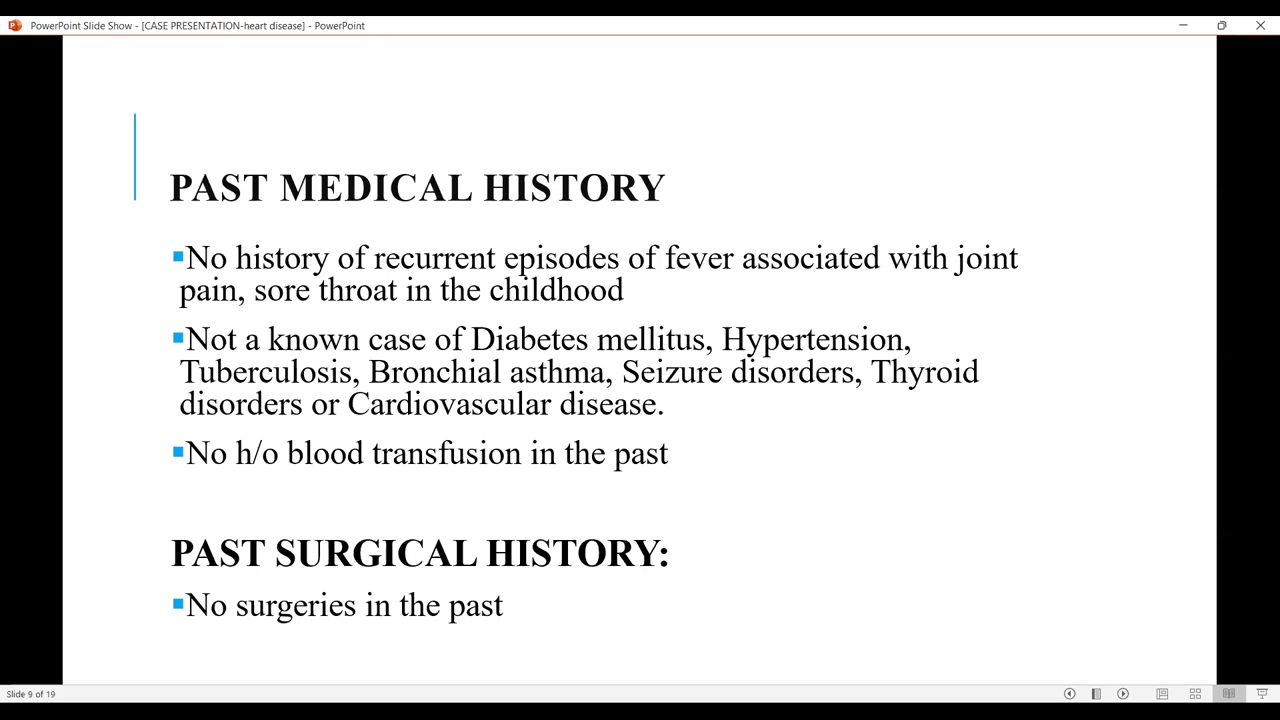 PowerPoint Slide Show - [CASE PRESENTATION-heart disease] - PowerPoint
PAST MEDICAL HISTORY
▪No history of recurrent episodes of fever associated with joint
pain, sore throat in the childhood
▪Not a known case of Diabetes mellitus, Hypertension,
Tuberculosis, Bronchial asthma, Seizure disorders, Thyroid
disorders or Cardiovascular disease.
▪No h/o blood transfusion in the past
PAST SURGICAL HISTORY:
▪No surgeries in the past
Slide 9 of 19